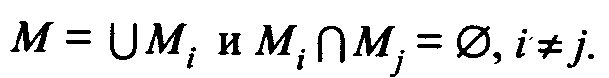 M = ∪Mᵢ и Mᵢ∩Mⱼ = ∅, i ≠ j.